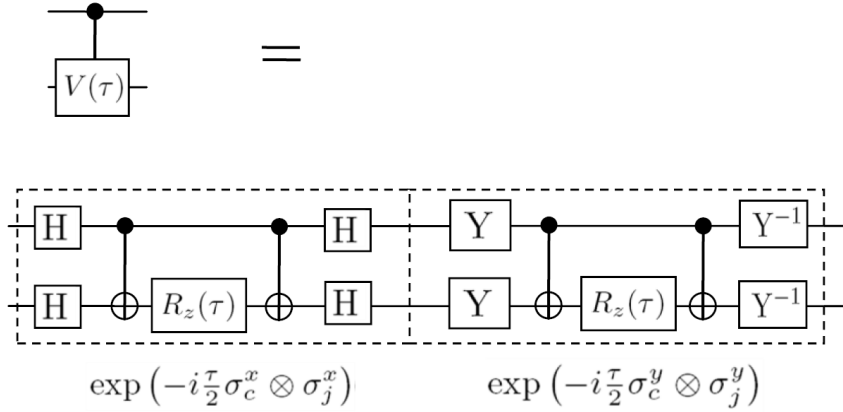 V(τ)
=
H H Y Y⁻¹
H R_z(τ) H Y R_z(τ) Y⁻¹
exp (−i τ/2 σ_c^x ⊗ σ_j^x) exp (−i τ/2 σ_c^y ⊗ σ_j^y)